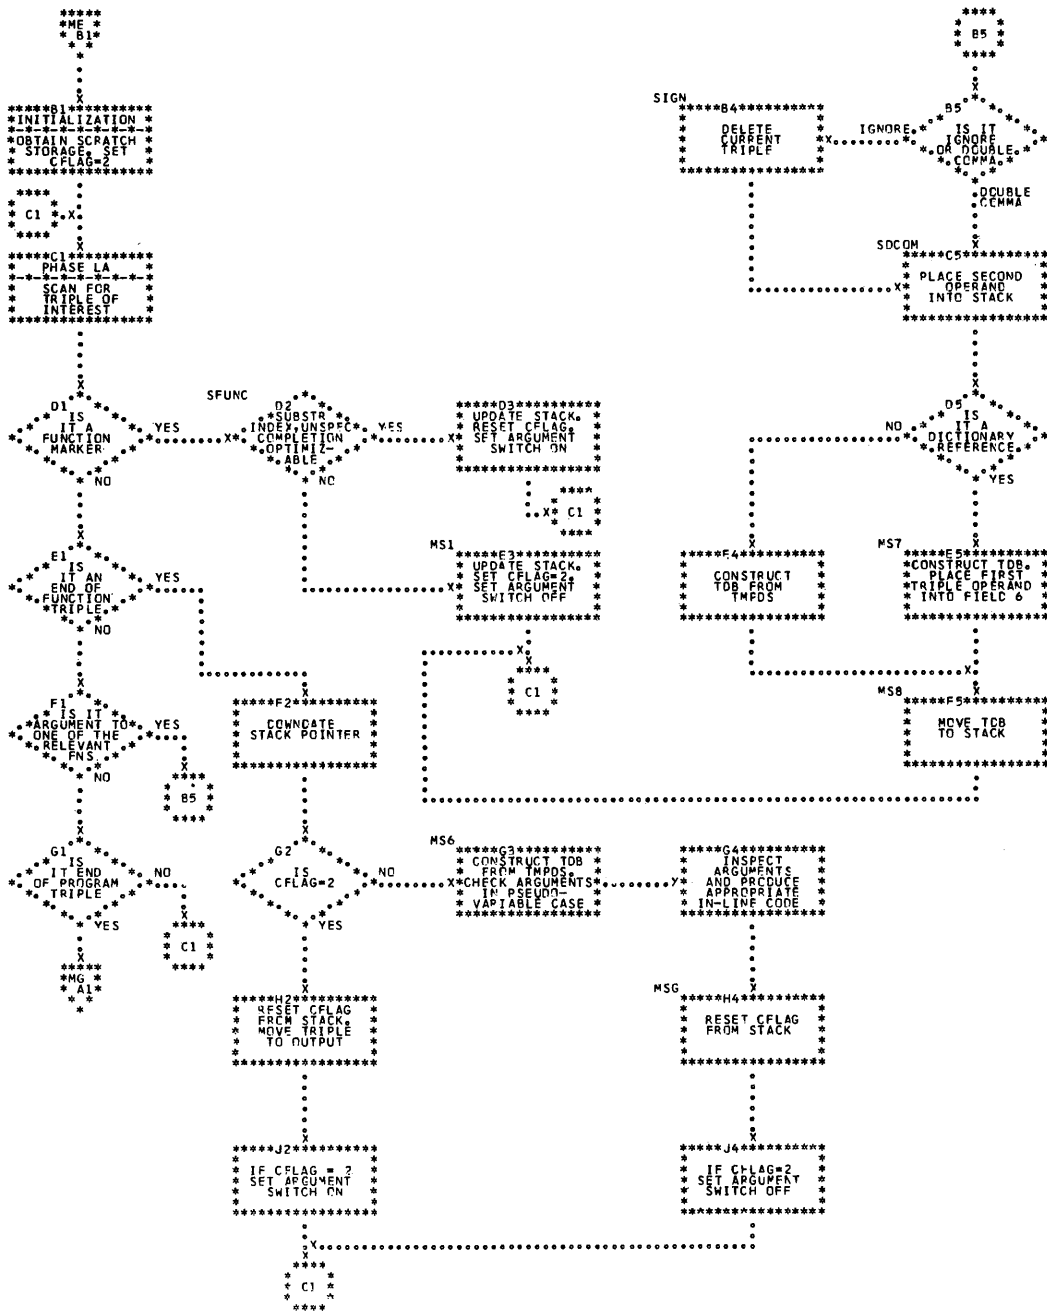 ME
B1
B1
INITIALIZATION
OBTAIN SCRATCH
STORAGE. SET
CFLAG=2
C1
C1
PHASE LA
SCAN FOR
TRIPLE OF
INTEREST
D1
IS
IT A
FUNCTION
MARKER
YES
NO
SFUNC
D2
SUBSTR
INDEX,UNSPEC
COMPLETION
OPTIMIZ-
ABLE
YES
NO
D3
UPDATE STACK.
RESET CFLAG.
SET ARGUMENT
SWITCH ON
C1
E1
IS
IT AN
END OF
FUNCTION
TRIPLE
YES
NO
MS1
E3
UPDATE STACK.
SET CFLAG=2.
SET ARGUMENT
SWITCH OFF
C1
F1
IS IT
ARGUMENT TO
ONE OF THE
RELEVANT
FNS.
YES
NO
B5
F2
DOWNDATE
STACK POINTER
G1
IS
IT END
OF PROGRAM
TRIPLE
NO
YES
C1
MG
A1
G2
IS
CFLAG=2
NO
YES
MS6
G3
CONSTRUCT TDB
FROM TMPDS.
CHECK ARGUMENTS
IN PSEUDO-
VARIABLE CASE
G4
INSPECT
ARGUMENTS
AND PRODUCE
APPROPRIATE
IN-LINE CODE
H2
RESET CFLAG
FROM STACK.
MOVE TRIPLE
TO OUTPUT
MSG
H4
RESET CFLAG
FROM STACK
J2
IF CFLAG = 2
SET ARGUMENT
SWITCH ON
J4
IF CFLAG=2
SET ARGUMENT
SWITCH OFF
C1
B5
B5
IS IT
IGNORE
OR DOUBLE
COMMA
IGNORE
DOUBLE
COMMA
SIGN
B4
DELETE
CURRENT
TRIPLE
SDCOM
C5
PLACE SECOND
OPERAND
INTO STACK
D5
IS
IT A
DICTIONARY
REFERENCE
NO
YES
E4
CONSTRUCT
TDB FROM
TMPDS
MS7
E5
CONSTRUCT TDB.
PLACE FIRST
TRIPLE OPERAND
INTO FIELD 6
MS8
F5
MOVE TDB
TO STACK